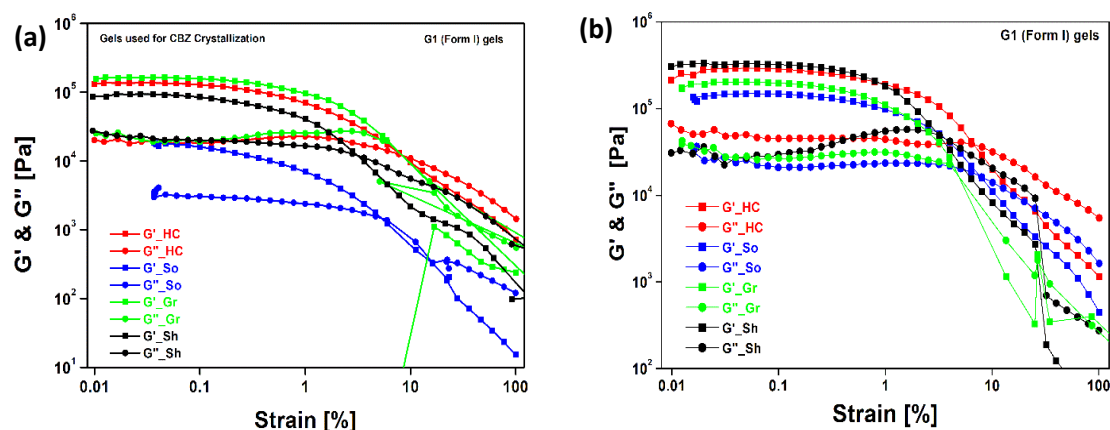 (a)
Gels used for CBZ Crystallization
G1 (Form I) gels
G' & G'' [Pa]
10^6
10^5
10^4
10^3
10^2
10^1
G'_HC
G''_HC
G'_So
G''_So
G'_Gr
G''_Gr
G'_Sh
G''_Sh
0.01
0.1
1
10
100
Strain [%]
(b)
G1 (Form I) gels
G' & G'' [Pa]
10^6
10^5
10^4
10^3
10^2
G'_HC
G''_HC
G'_So
G''_So
G'_Gr
G''_Gr
G'_Sh
G''_Sh
0.01
0.1
1
10
100
Strain [%]